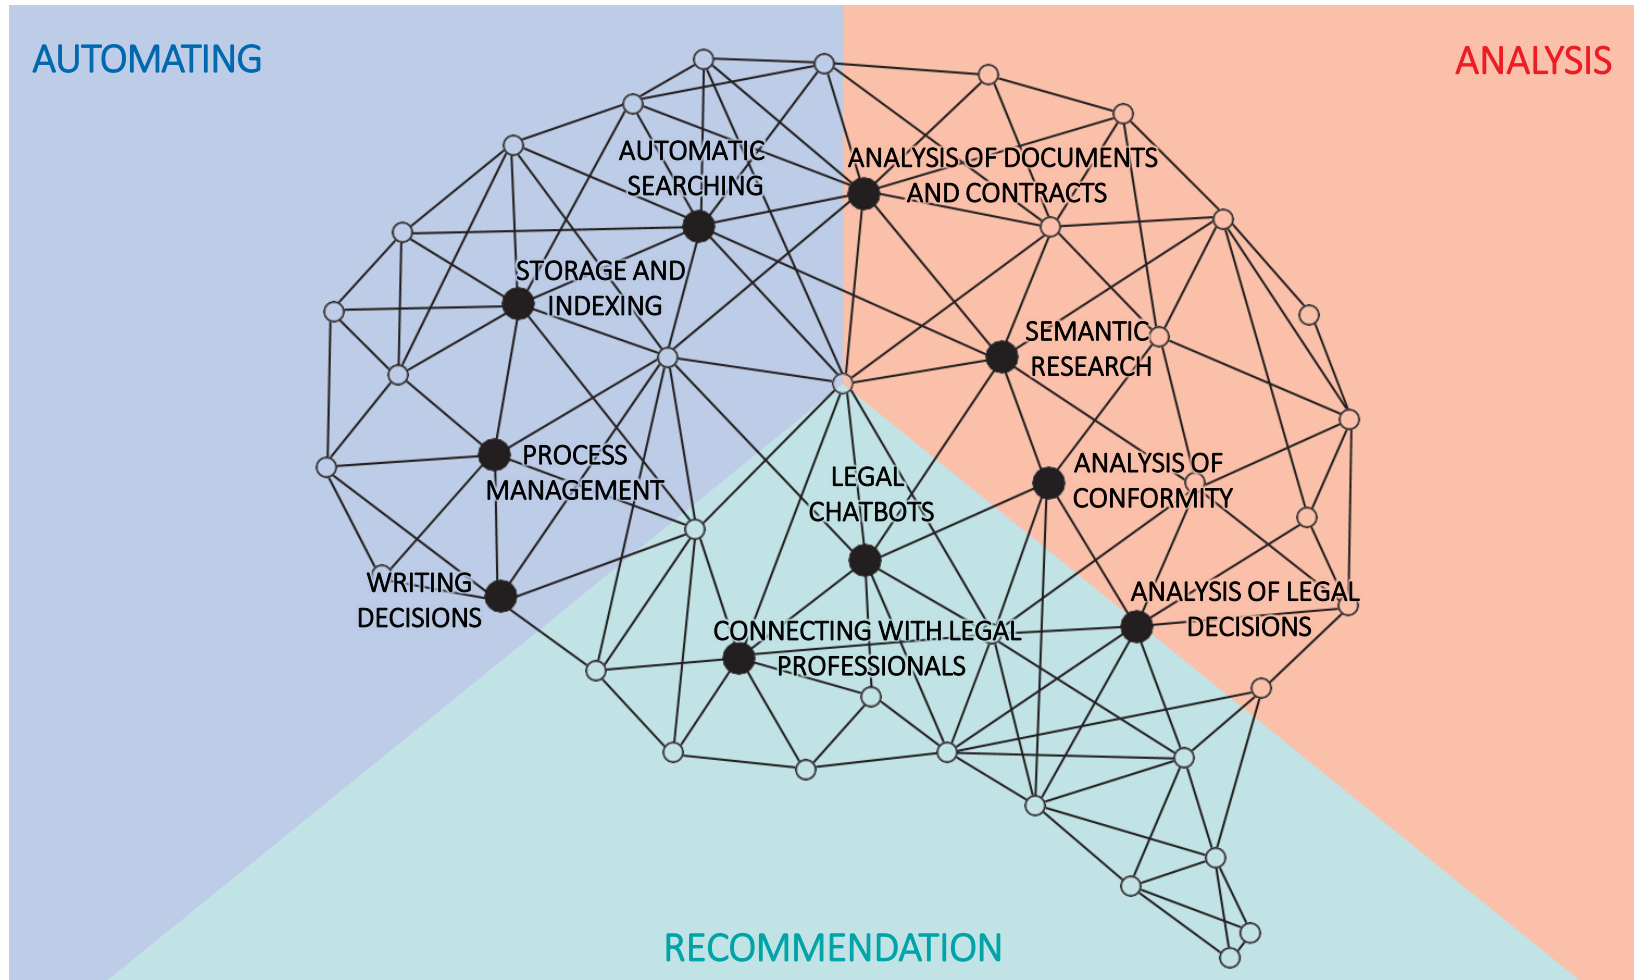 AUTOMATING
ANALYSIS
AUTOMATIC
SEARCHING
ANALYSIS OF DOCUMENTS
AND CONTRACTS
STORAGE AND
INDEXING
SEMANTIC
RESEARCH
PROCESS
MANAGEMENT
LEGAL
CHATBOTS
ANALYSIS OF
CONFORMITY
WRITING
DECISIONS
CONNECTING WITH LEGAL
PROFESSIONALS
ANALYSIS OF LEGAL
DECISIONS
RECOMMENDATION